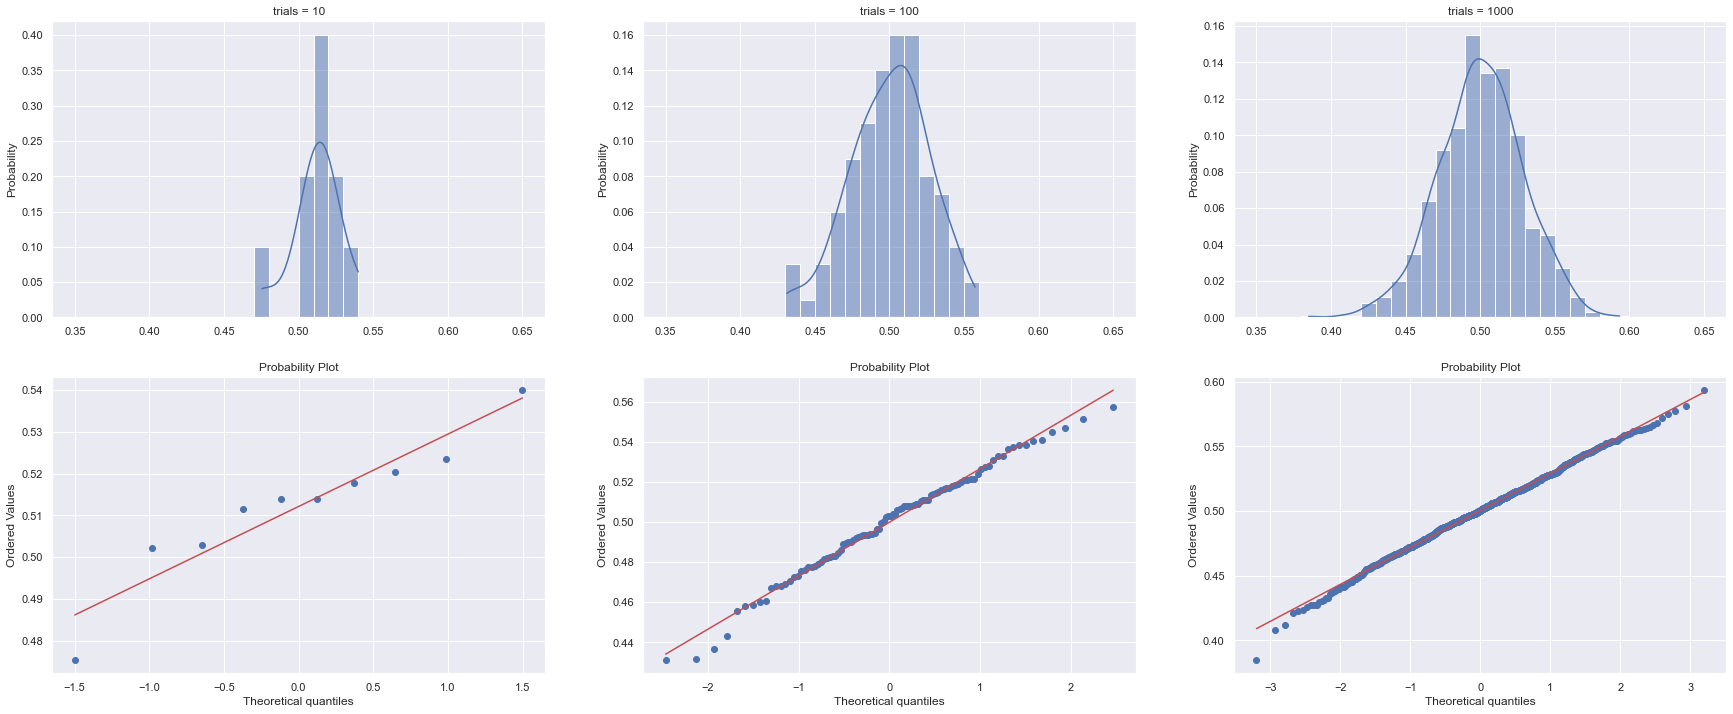 trials = 10
Probability
0.40
0.35
0.30
0.25
0.20
0.15
0.10
0.05
0.00
0.35 0.40 0.45 0.50 0.55 0.60 0.65
trials = 100
Probability
0.16
0.14
0.12
0.10
0.08
0.06
0.04
0.02
0.00
0.35 0.40 0.45 0.50 0.55 0.60 0.65
trials = 1000
Probability
0.16
0.14
0.12
0.10
0.08
0.06
0.04
0.02
0.00
0.35 0.40 0.45 0.50 0.55 0.60 0.65
Probability Plot
Ordered Values
0.54
0.53
0.52
0.51
0.50
0.49
0.48
−1.5 −1.0 −0.5 0.0 0.5 1.0 1.5
Theoretical quantiles
Probability Plot
Ordered Values
0.56
0.54
0.52
0.50
0.48
0.46
0.44
−2 −1 0 1 2
Theoretical quantiles
Probability Plot
Ordered Values
0.60
0.55
0.50
0.45
0.40
−3 −2 −1 0 1 2 3
Theoretical quantiles